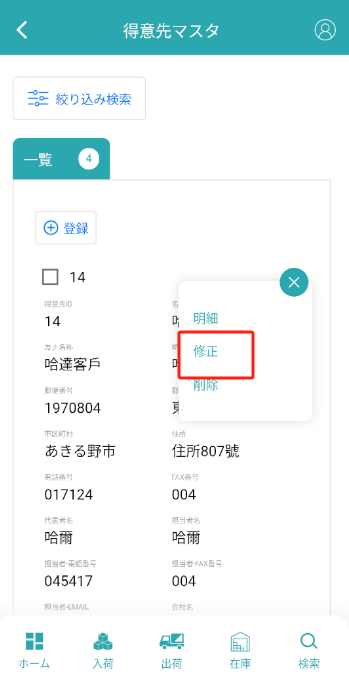 得意先マスタ
絞り込み検索
一覧 4
登録
14
得意先ID
14
カナ名称
哈達客戶
明細
修正
削除
郵便番号
1970804
市区町村 住所
あきる野市 住所807號
電話番号 FAX番号
017124 004
代表者名 担当者名
哈爾 哈爾
担当者-電話番号 担当者-FAX番号
045417 004
担当者-EMAIL 会社名
ホーム 入荷 出荷 在庫 検索